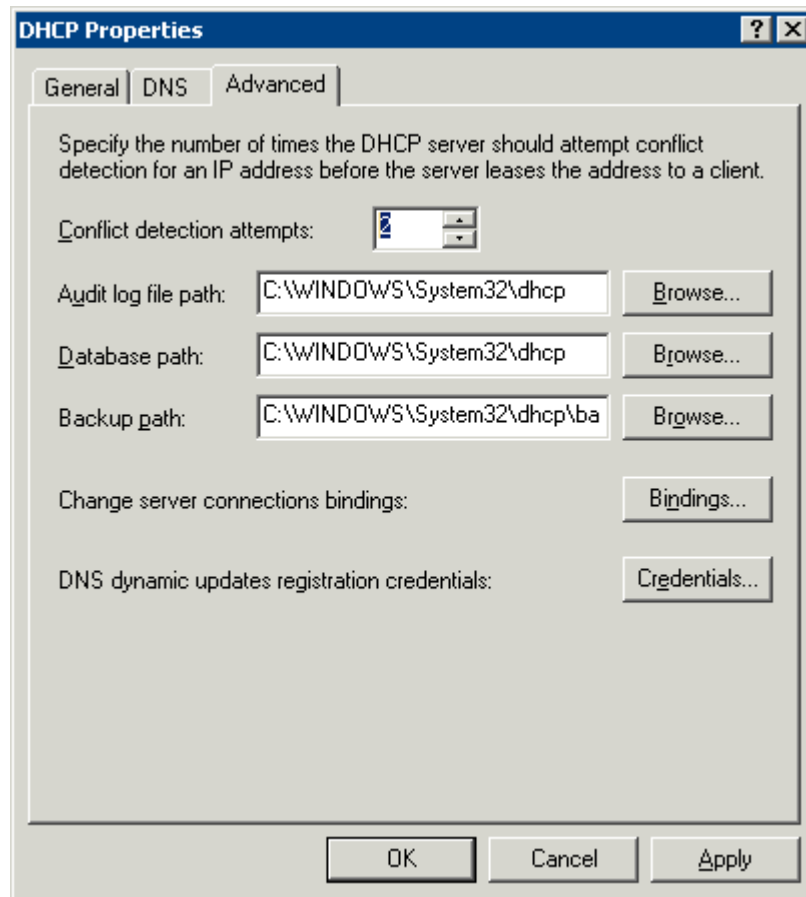 DHCP Properties
General DNS Advanced
Specify the number of times the DHCP server should attempt conflict
detection for an IP address before the server leases the address to a client.
Conflict detection attempts: 2
Audit log file path: C:\WINDOWS\System32\dhcp Browse...
Database path: C:\WINDOWS\System32\dhcp Browse...
Backup path: C:\WINDOWS\System32\dhcp\ba Browse...
Change server connections bindings: Bindings...
DNS dynamic updates registration credentials: Credentials...
OK Cancel Apply